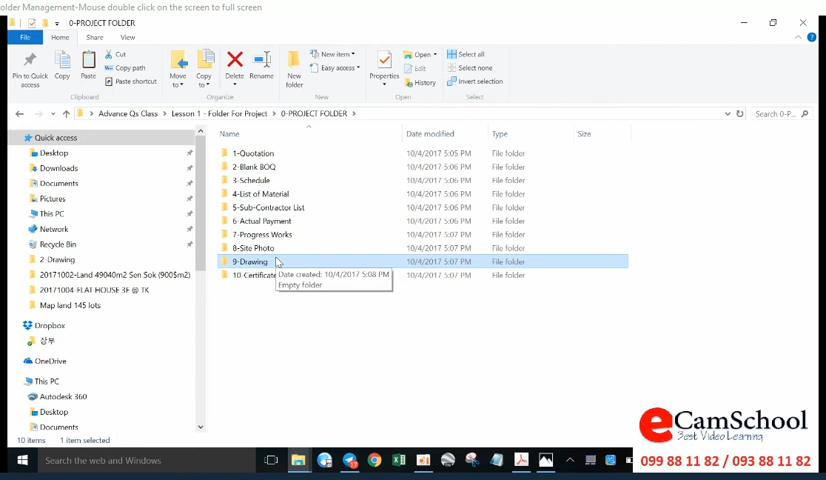 older Management-Mouse double click on the screen to full screen
0-PROJECT FOLDER
File Home Share View
Pin to Quick access
Copy
Paste
Cut
Copy path
Paste shortcut
Clipboard
Move to
Copy to
Delete
Rename
Organize
New folder
New item
Easy access
New
Properties
Open
Edit
History
Open
Select all
Select none
Invert selection
Select
Advance Qs Class > Lesson 1 - Folder For Project > 0-PROJECT FOLDER >
Search 0-P...
Quick access
Desktop
Downloads
Documents
Pictures
This PC
Network
Recycle Bin
2-Drawing
20171002-Land 49040m2 Sen Sok (900$m2)
20171004-FLAT HOUSE 3E @ TK
Map land 145 lots
Dropbox
상무
OneDrive
This PC
Autodesk 360
Desktop
Documents
Name Date modified Type Size
1-Quotation 10/4/2017 5:05 PM File folder
2-Blank BOQ 10/4/2017 5:06 PM File folder
3-Schedule 10/4/2017 5:06 PM File folder
4-List of Material 10/4/2017 5:06 PM File folder
5-Sub-Contractor List 10/4/2017 5:06 PM File folder
6-Actual Payment 10/4/2017 5:06 PM File folder
7-Progress Works 10/4/2017 5:07 PM File folder
8-Site Photo 10/4/2017 5:07 PM File folder
9-Drawing 10/4/2017 5:07 PM File folder
10-Certificate 10/4/2017 5:07 PM File folder
Date created: 10/4/2017 5:08 PM
Empty folder
10 items 1 item selected
Search the web and Windows
eCamSchool
Best Video Learning
099 88 11 82 / 093 88 11 82